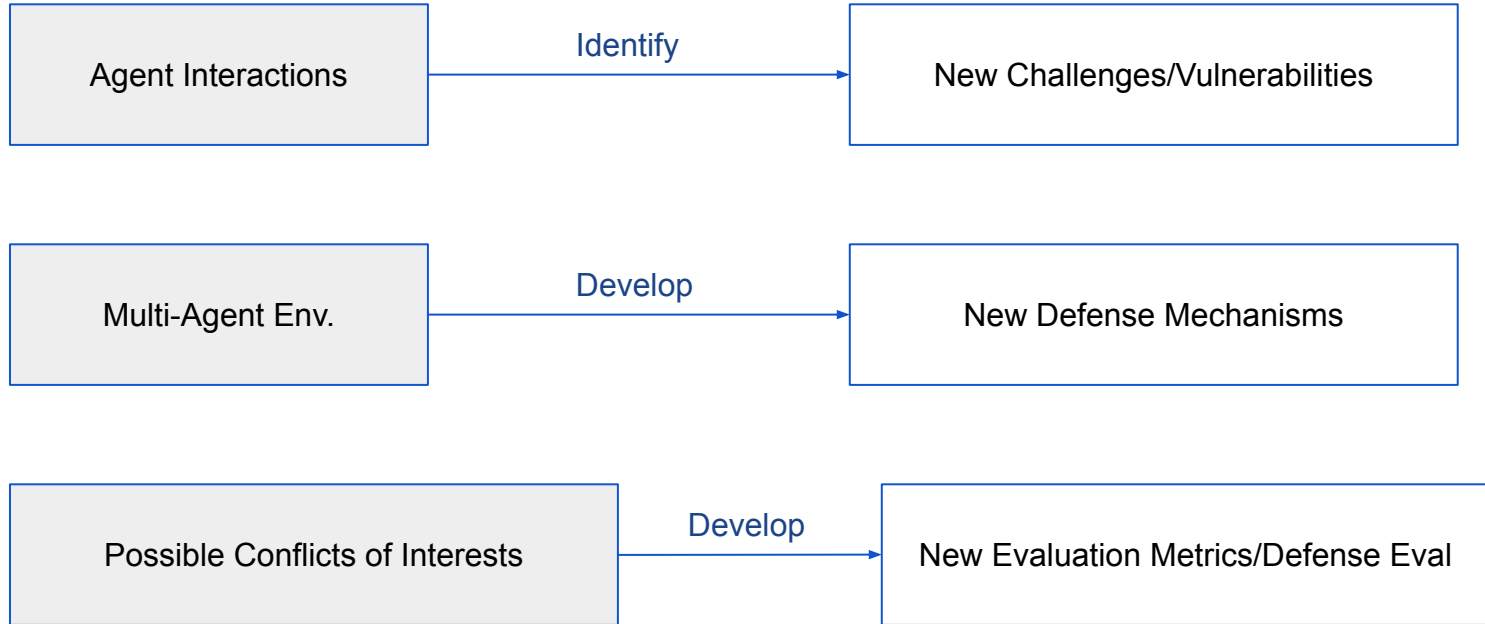 Agent Interactions
Identify
New Challenges/Vulnerabilities
Multi-Agent Env.
Develop
New Defense Mechanisms
Possible Conflicts of Interests
Develop
New Evaluation Metrics/Defense Eval